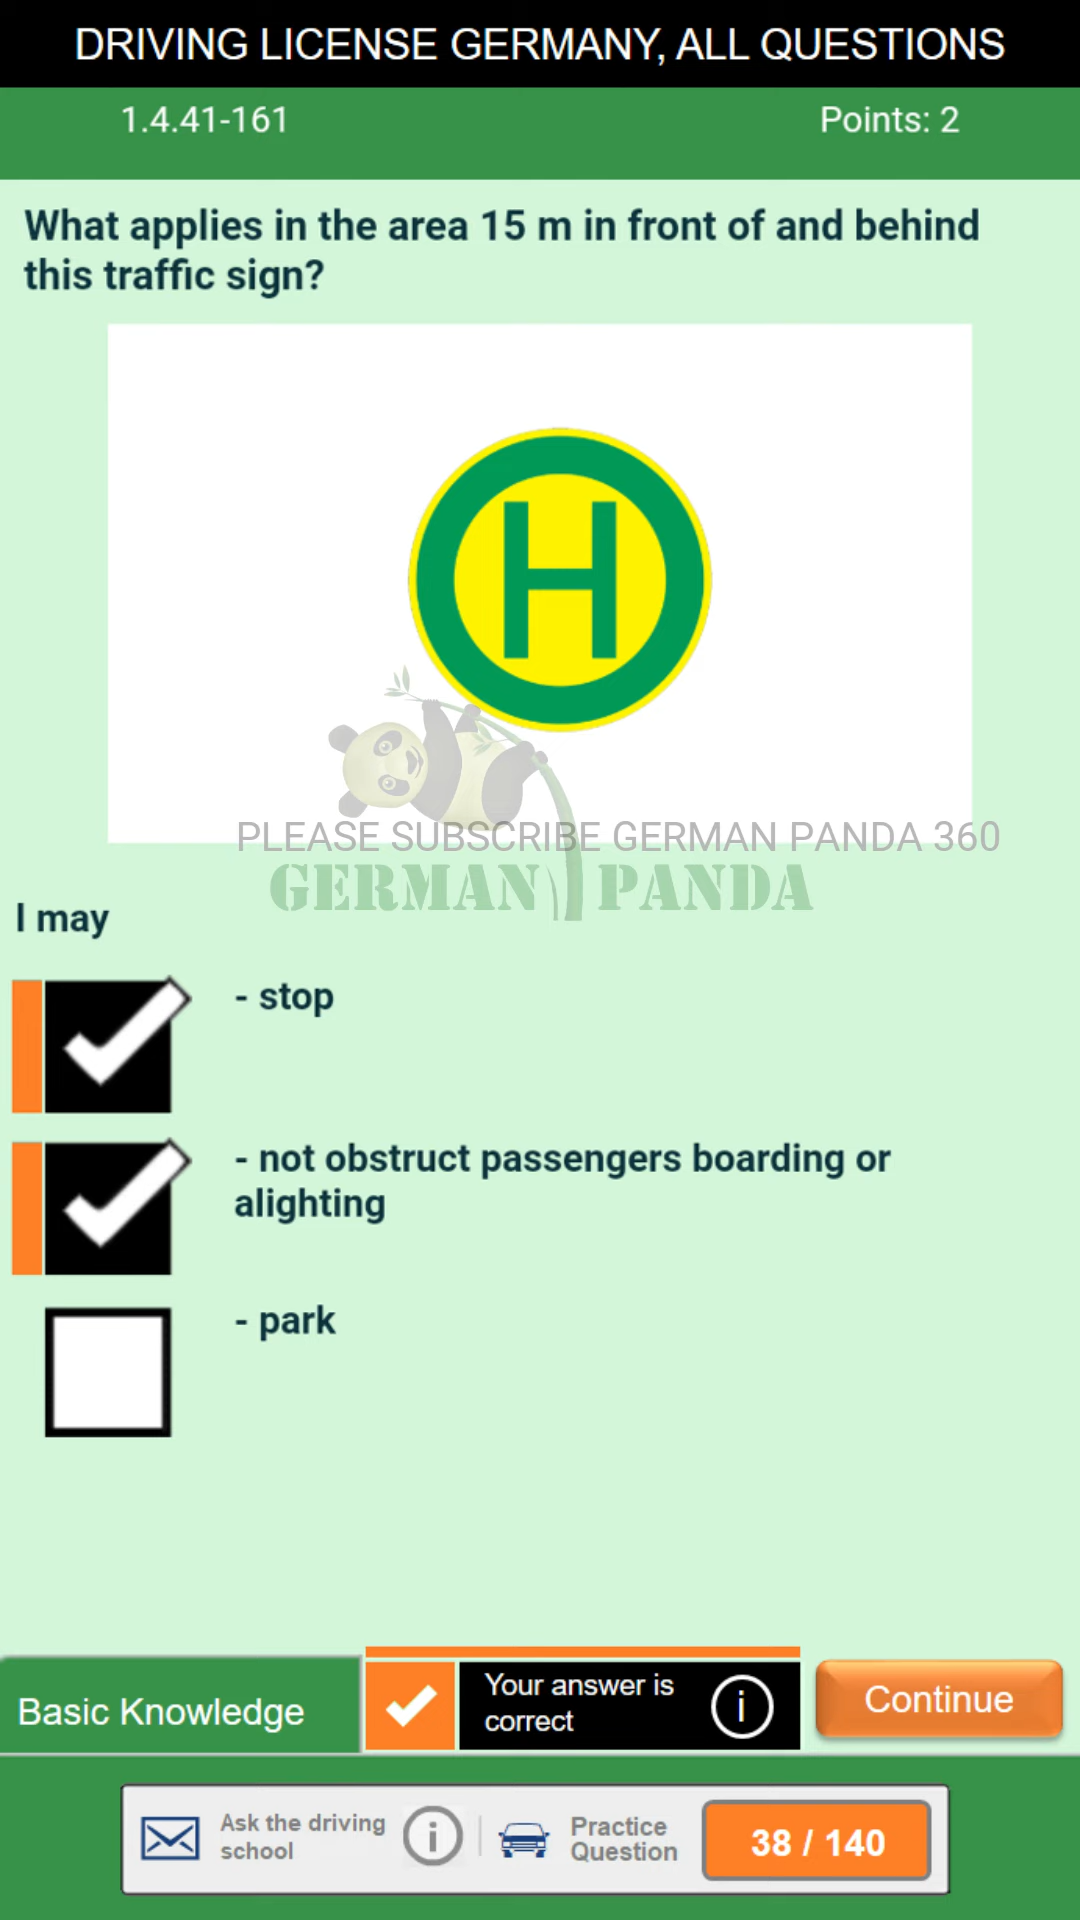 DRIVING LICENSE GERMANY, ALL QUESTIONS
1.4.41-161 Points: 2
What applies in the area 15 m in front of and behind
this traffic sign?
H
PLEASE SUBSCRIBE GERMAN PANDA 360
GERMAN PANDA
I may
- stop
- not obstruct passengers boarding or
alighting
- park
Basic Knowledge
Your answer is
correct
i
Continue
Ask the driving
school
i
Practice
Question
38 / 140